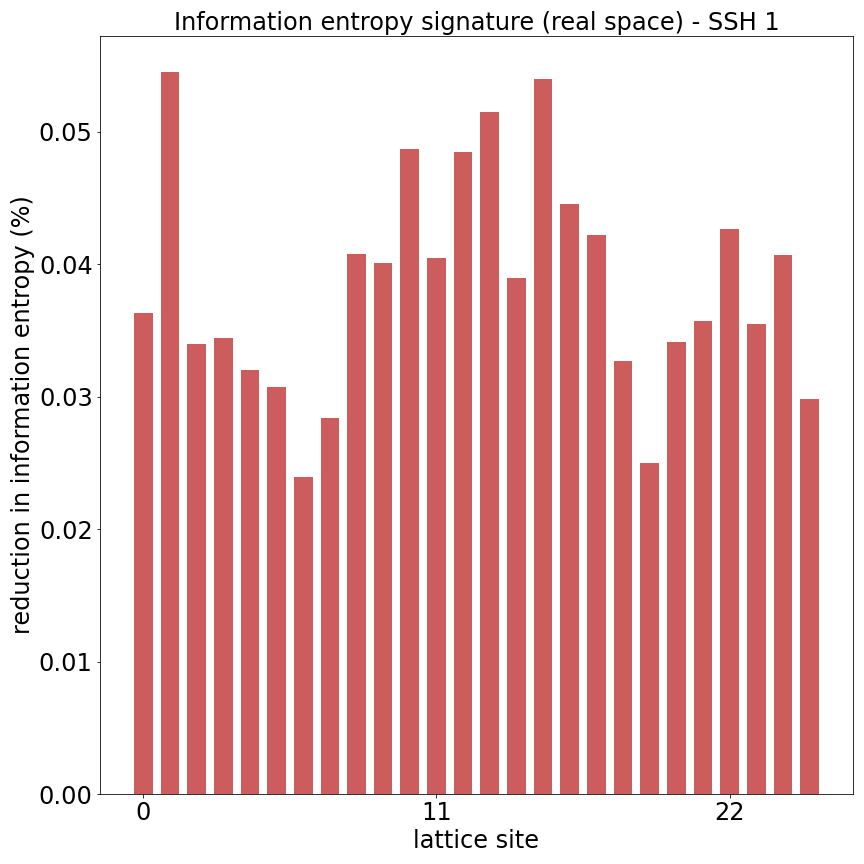 Information entropy signature (real space) - SSH 1
reduction in information entropy (%)
0.05
0.04
0.03
0.02
0.01
0.00
0 11 22
lattice site